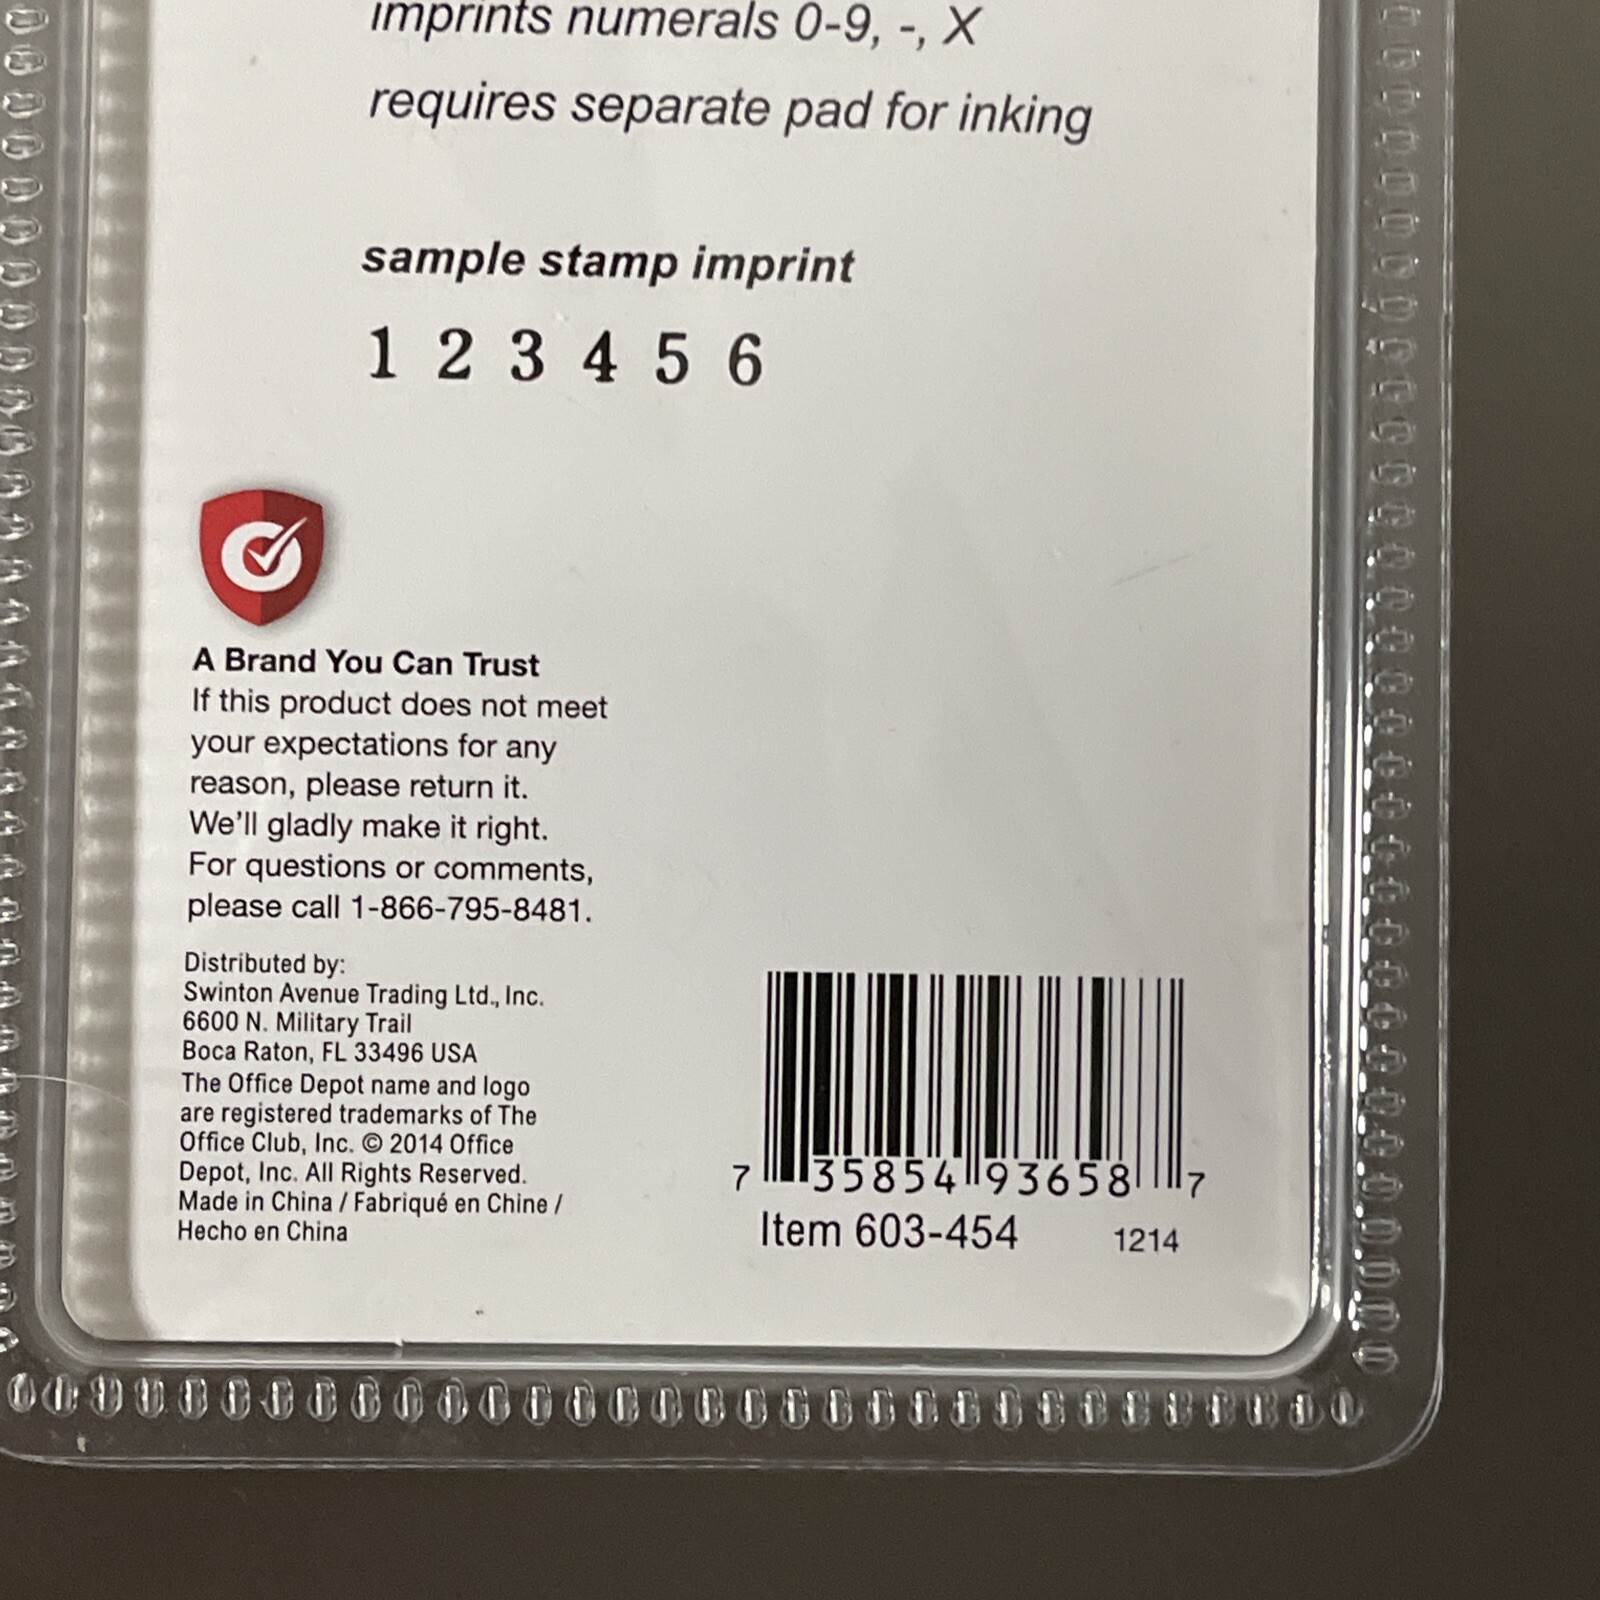 imprints numerals 0-9, -, X
requires separate pad for inking
sample stamp imprint
1 2 3 4 5 6
A Brand You Can Trust
If this product does not meet
your expectations for any
reason, please return it.
We'll gladly make it right.
For questions or comments,
please call 1-866-795-8481.
Distributed by:
Swinton Avenue Trading Ltd., Inc.
6600 N. Military Trail
Boca Raton, FL 33496 USA
The Office Depot name and logo
are registered trademarks of The
Office Club, Inc. © 2014 Office
Depot, Inc. All Rights Reserved.
Made in China / Fabriqué en Chine /
Hecho en China
7 35854 93658 7
Item 603-454 1214